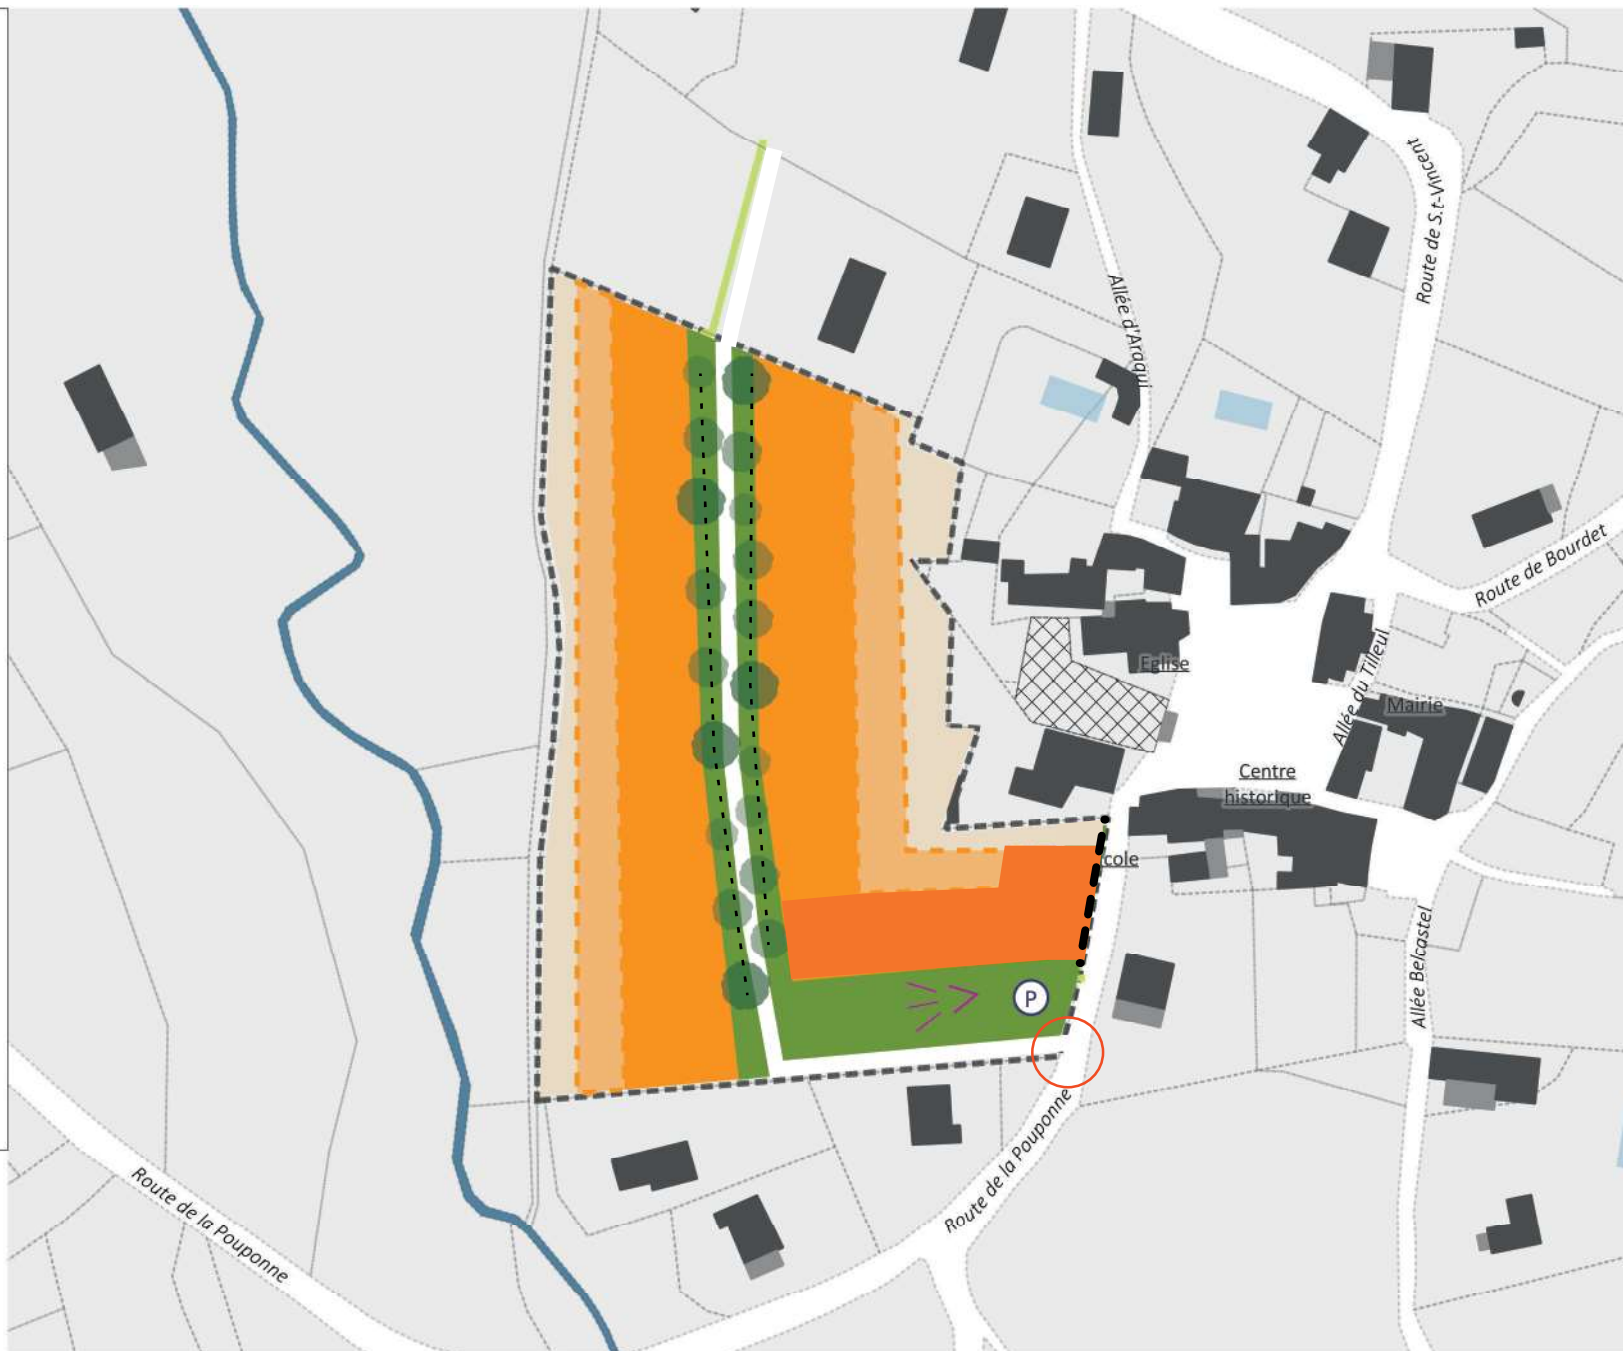 Route de S.t-Vincent
Allée d'Araqui
Route de Bourdet
Eglise
Allée du Tilleul
Mairie
Centre
historique
cole
Allée Belcastel
P
Route de la Pouponne
Route de la Pouponne